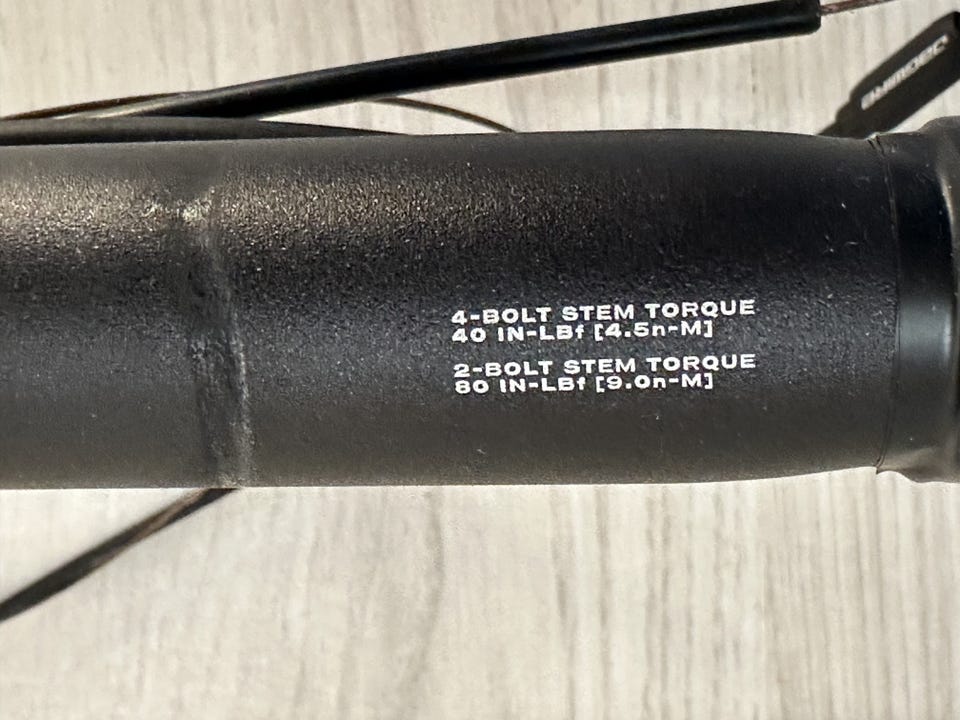 4-BOLT STEM TORQUE
40 IN-LBf [4.5n-M]
2-BOLT STEM TORQUE
80 IN-LBf [9.0n-M]